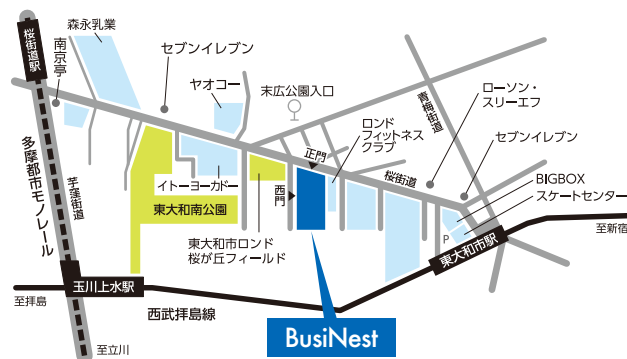 森永乳業
桜街道駅
南京亭
セブンイレブン
ヤオコー
末広公園入口
青梅街道
ローソン・
スリーエフ
ロンド
フィットネス
クラブ
セブンイレブン
正門
桜街道
多摩都市モノレール
芋窪街道
イトーヨーカドー
西門
BIGBOX
スケートセンター
東大和南公園
P
至新宿
東大和市ロンド
桜が丘フィールド
東大和市駅
玉川上水駅
至拝島
西武拝島線
BusiNest
至立川